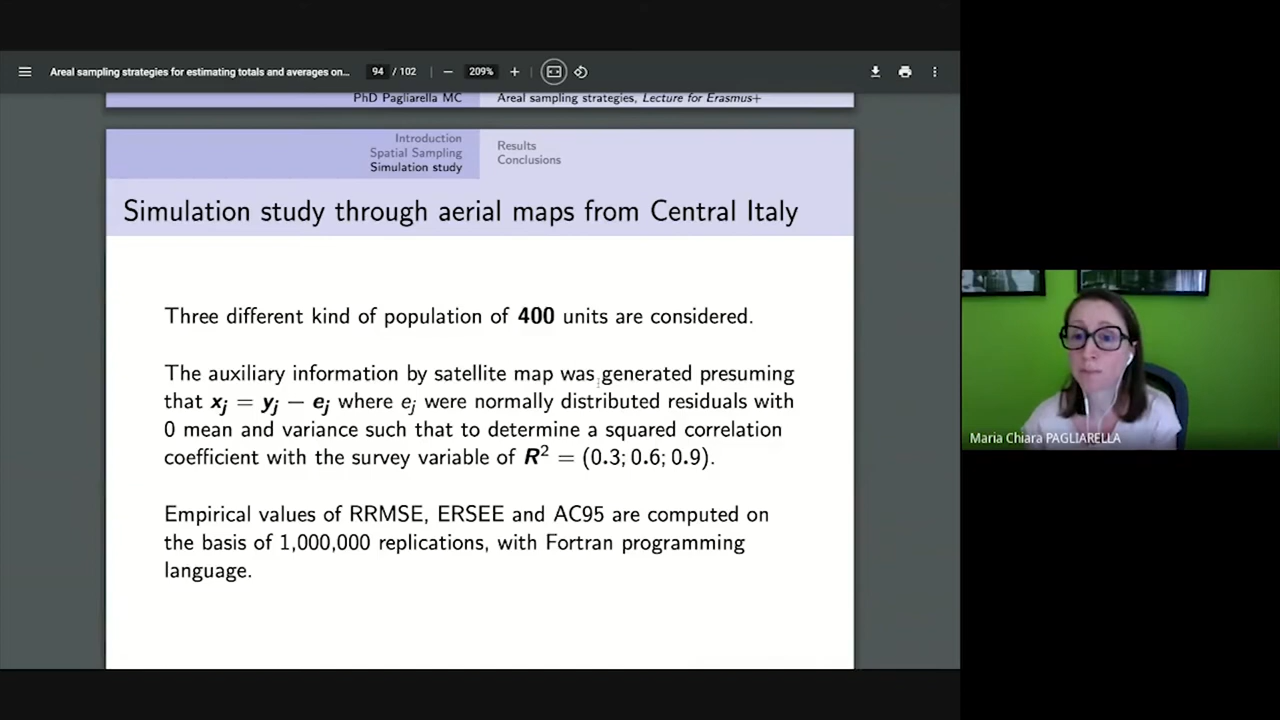 Areal sampling strategies for estimating totals and averages on... 94 / 102 209%
PhD Pagliarella MC Areal sampling strategies, Lecture for Erasmus+
Introduction
Spatial Sampling
Simulation study
Results
Conclusions
Simulation study through aerial maps from Central Italy
Three different kind of population of 400 units are considered.
The auxiliary information by satellite map was generated presuming
that xj = yj − ej where ej were normally distributed residuals with
0 mean and variance such that to determine a squared correlation
coefficient with the survey variable of R² = (0.3; 0.6; 0.9).
Empirical values of RRMSE, ERSEE and AC95 are computed on
the basis of 1,000,000 replications, with Fortran programming
language.
Maria Chiara PAGLIARELLA